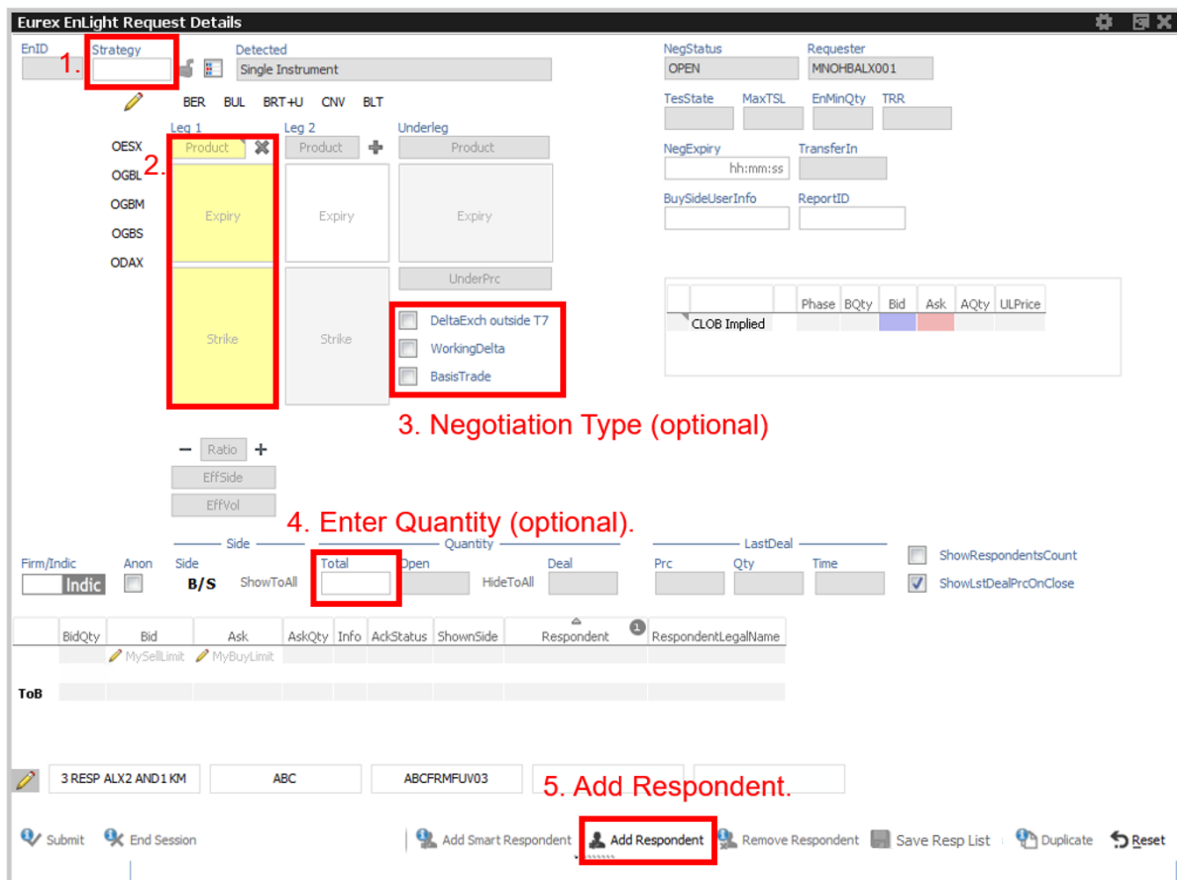 Eurex EnLight Request Details
EnID Strategy Detected NegStatus Requester
1. Single Instrument OPEN MNOHBALX001
BER BUL BRT+U CNV BLT TesState MaxTSL EnMinQty TRR
Leg 1 Leg 2 Underleg
OESX Product Product Product NegExpiry TransferIn
2. hh:mm:ss
OGBL
OGBM Expiry Expiry Expiry BuySideUserInfo ReportID
OGBS
ODAX
UnderPrc
Phase BQty Bid Ask AQty ULPrice
DeltaExch outside T7 CLOB Implied
Strike Strike WorkingDelta
BasisTrade
3. Negotiation Type (optional)
Ratio
EffSide
EffVol
4. Enter Quantity (optional).
Side Quantity LastDeal
Firm/Indic Anon Side Total Open Deal Prc Qty Time ShowRespondentsCount
Indic B/S ShowToAll HideToAll ShowLstDealPrcOnClose
BidQty Bid Ask AskQty Info AckStatus ShownSide Respondent 1 RespondentLegalName
MySellLimit MyBuyLimit
ToB
3 RESP ALX2 AND1 KM ABC ABCFRMFUV03
5. Add Respondent.
Submit End Session Add Smart Respondent Add Respondent Remove Respondent Save Resp List Duplicate Reset